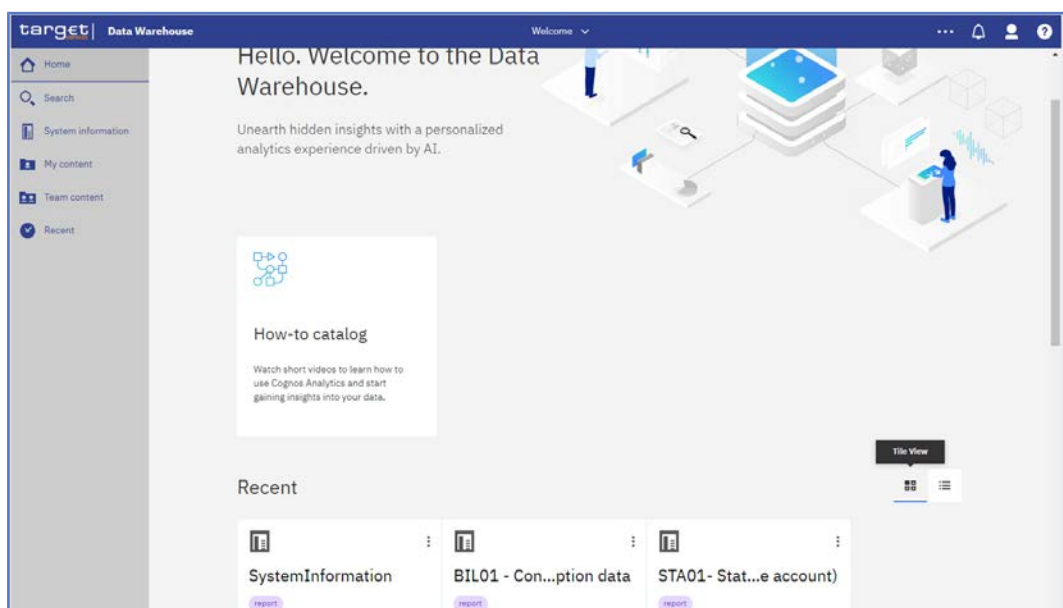 target| Data Warehouse
Welcome
Home
Search
System information
My content
Team content
Recent
Hello. Welcome to the Data
Warehouse.
Unearth hidden insights with a personalized
analytics experience driven by AI.
How-to catalog
Watch short videos to learn how to
use Cognos Analytics and start
gaining insights into your data.
Tile View
Recent
SystemInformation
report
BIL01 - Con...ption data
report
STA01- Stat...e account)
report